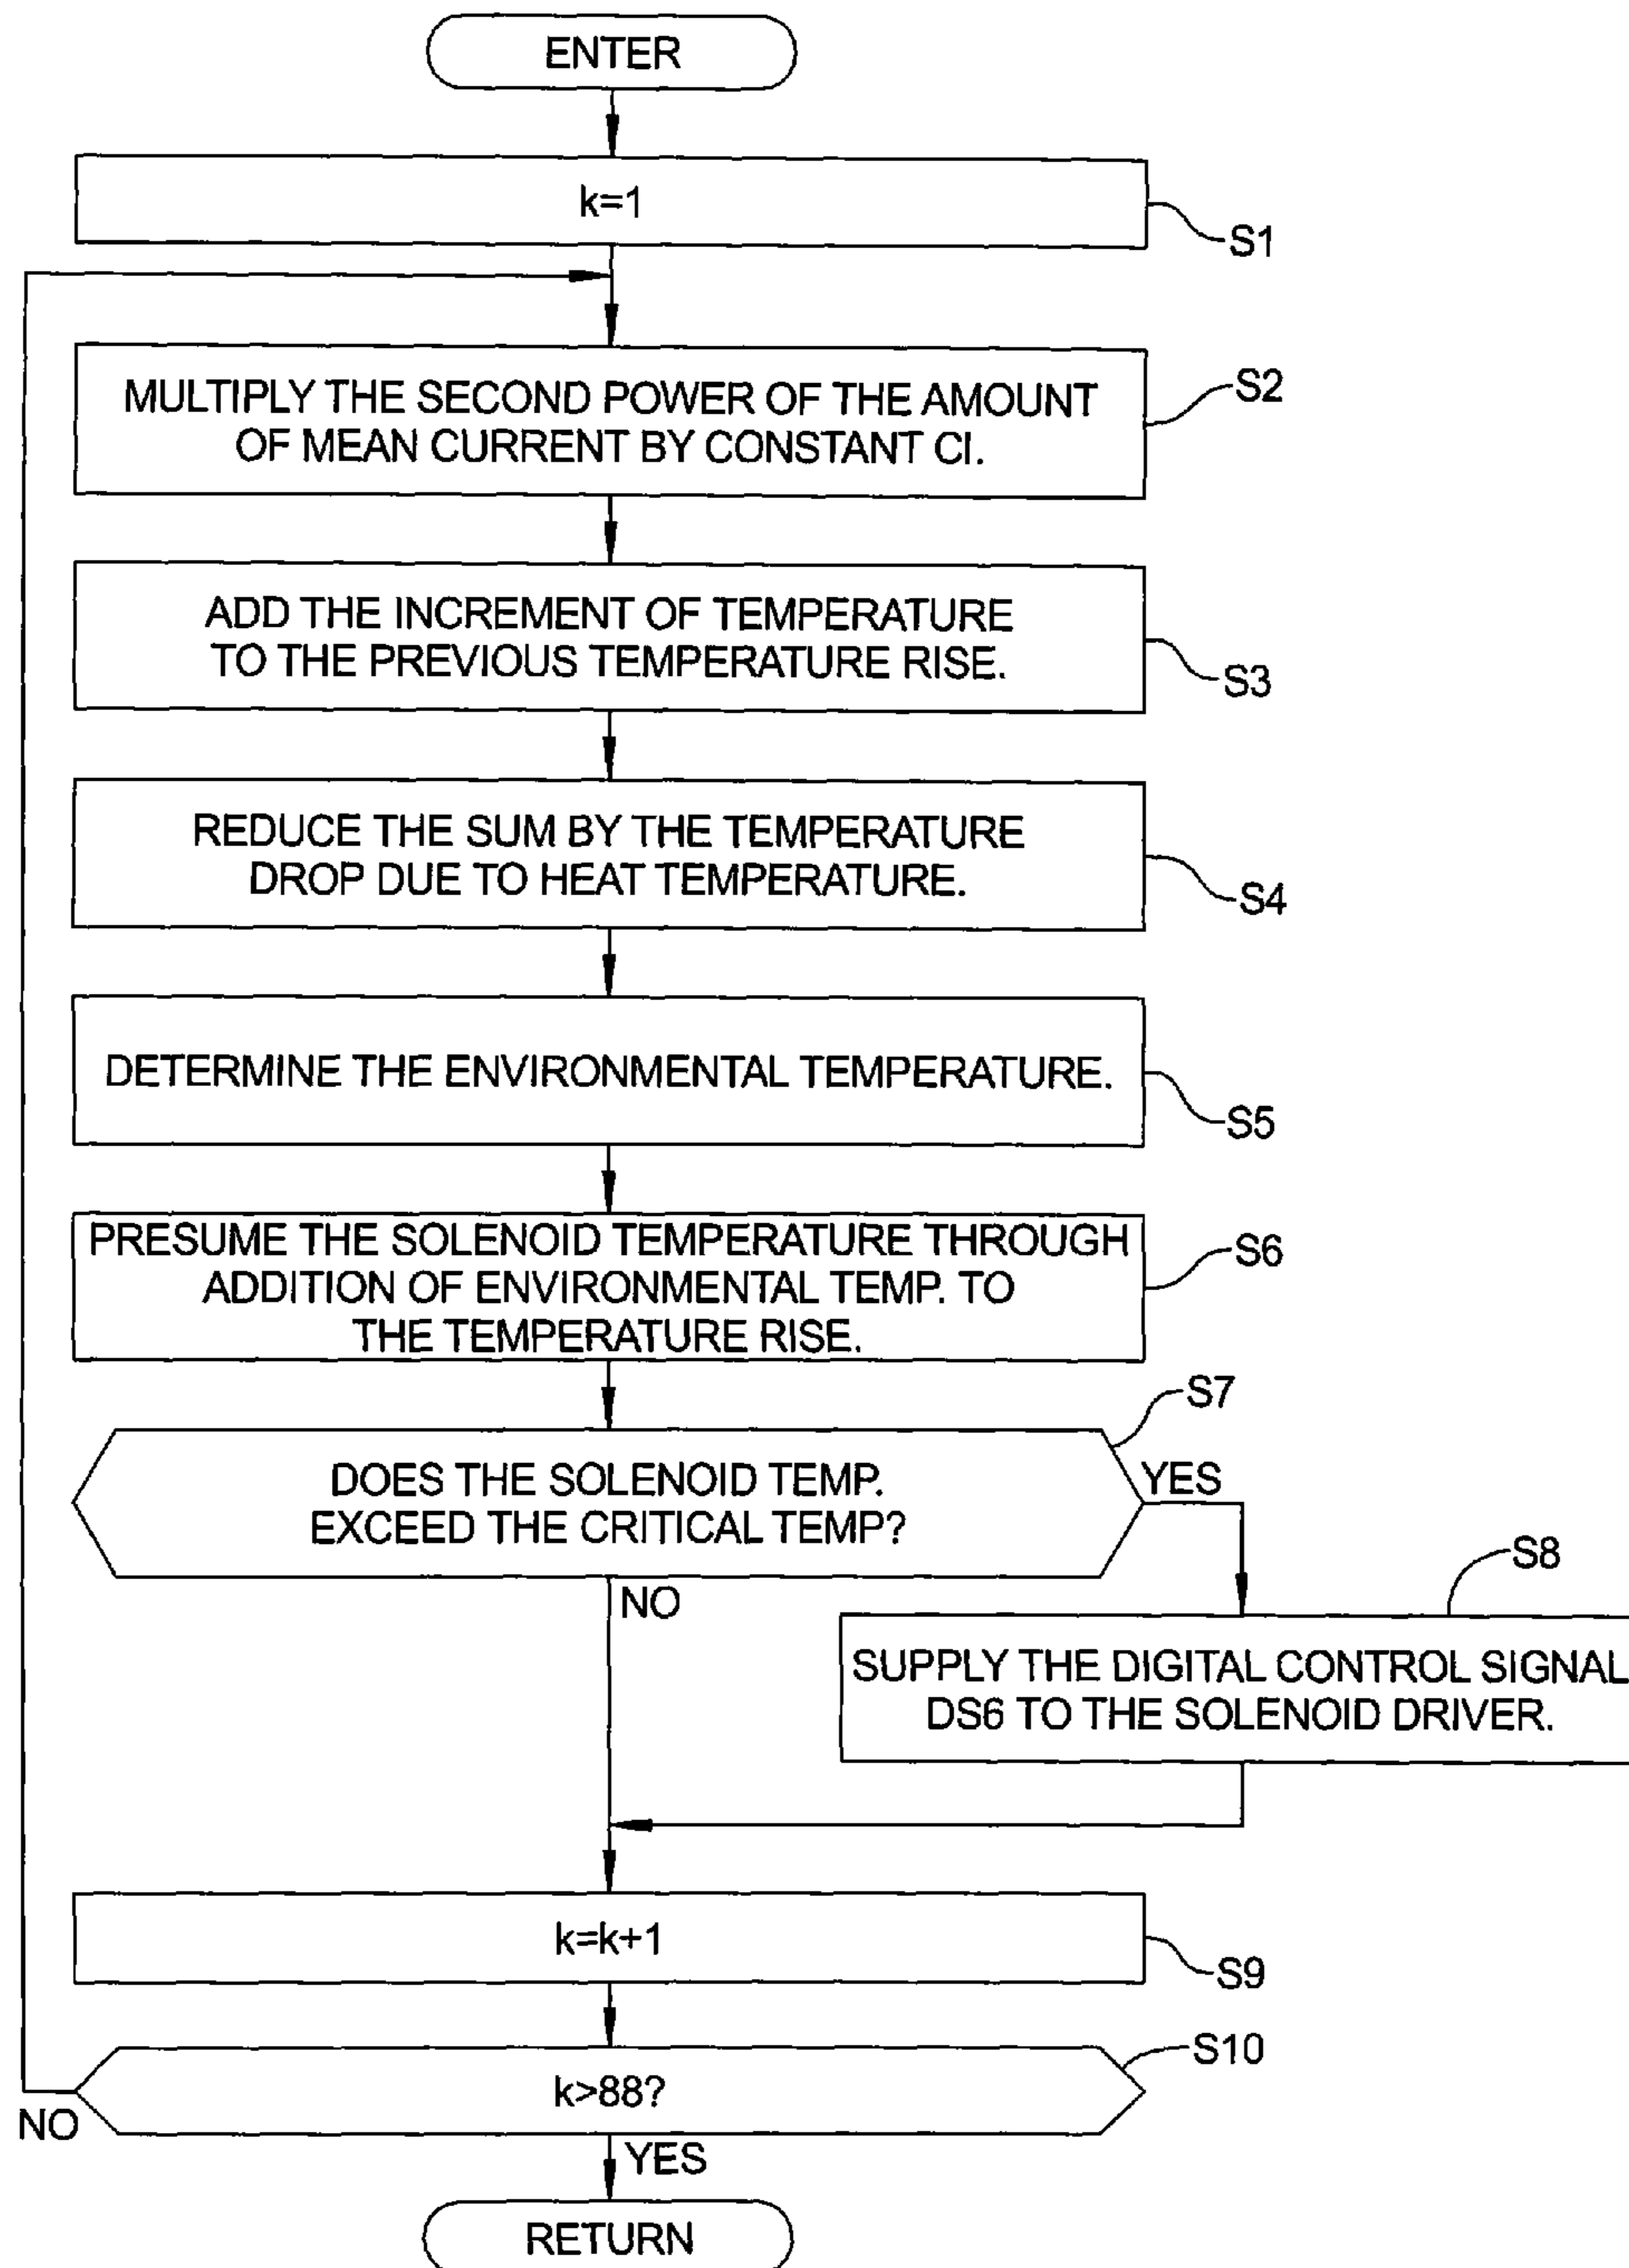 ENTER
k=1
S1
MULTIPLY THE SECOND POWER OF THE AMOUNT
OF MEAN CURRENT BY CONSTANT CI.
S2
ADD THE INCREMENT OF TEMPERATURE
TO THE PREVIOUS TEMPERATURE RISE.
S3
REDUCE THE SUM BY THE TEMPERATURE
DROP DUE TO HEAT TEMPERATURE.
S4
DETERMINE THE ENVIRONMENTAL TEMPERATURE.
S5
PRESUME THE SOLENOID TEMPERATURE THROUGH
ADDITION OF ENVIRONMENTAL TEMP. TO
THE TEMPERATURE RISE.
S6
S7
DOES THE SOLENOID TEMP.
EXCEED THE CRITICAL TEMP?
YES
NO
S8
SUPPLY THE DIGITAL CONTROL SIGNAL
DS6 TO THE SOLENOID DRIVER.
k=k+1
S9
S10
k>88?
NO
YES
RETURN